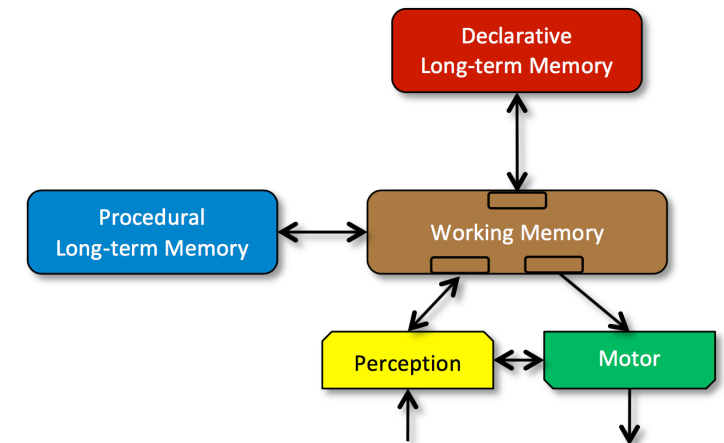 Declarative
Long-term Memory
Procedural
Long-term Memory
Working Memory
Perception
Motor